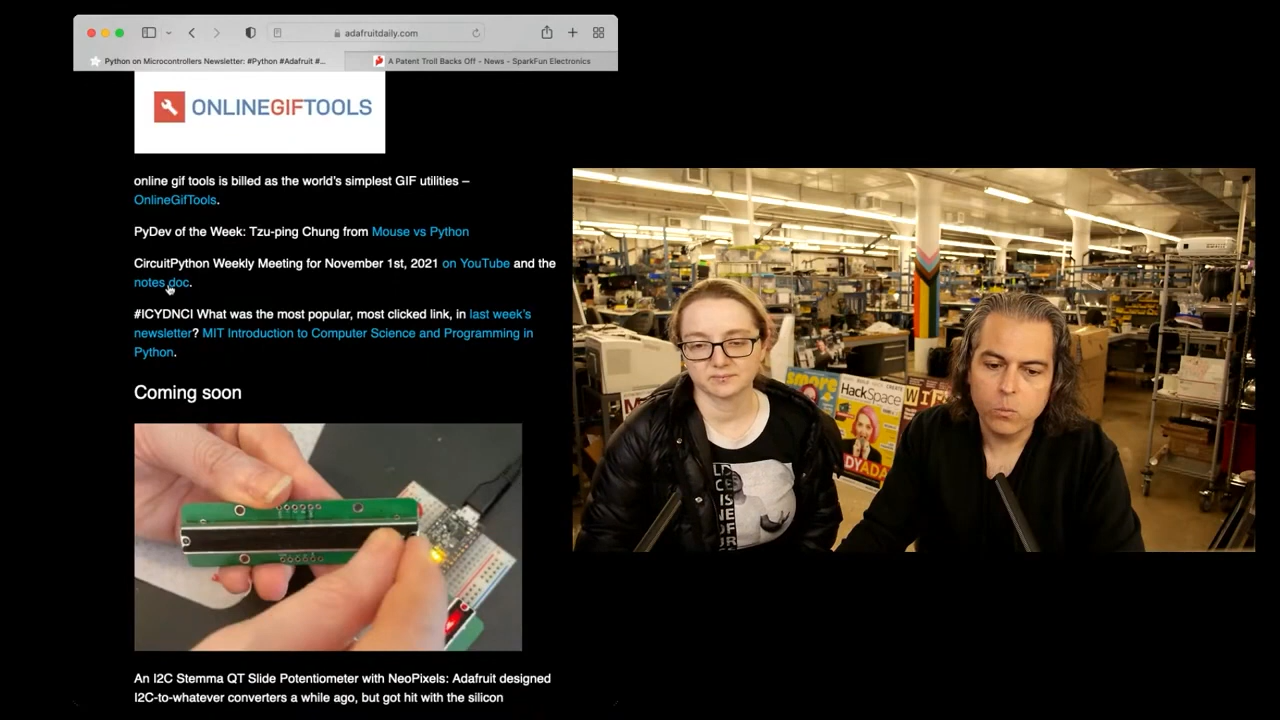 adafruitdaily.com
Python on Microcontrollers Newsletter: #Python #Adafruit #...
A Patent Troll Backs Off - News - SparkFun Electronics
ONLINEGIFTOOLS
online gif tools is billed as the world's simplest GIF utilities –
OnlineGifTools.
PyDev of the Week: Tzu-ping Chung from Mouse vs Python
CircuitPython Weekly Meeting for November 1st, 2021 on YouTube and the
notes doc.
#ICYDNCI What was the most popular, most clicked link, in last week's
newsletter? MIT Introduction to Computer Science and Programming in
Python.
Coming soon
An I2C Stemma QT Slide Potentiometer with NeoPixels: Adafruit designed
I2C-to-whatever converters a while ago, but got hit with the silicon
smore
HackSpace
WI
DYADA